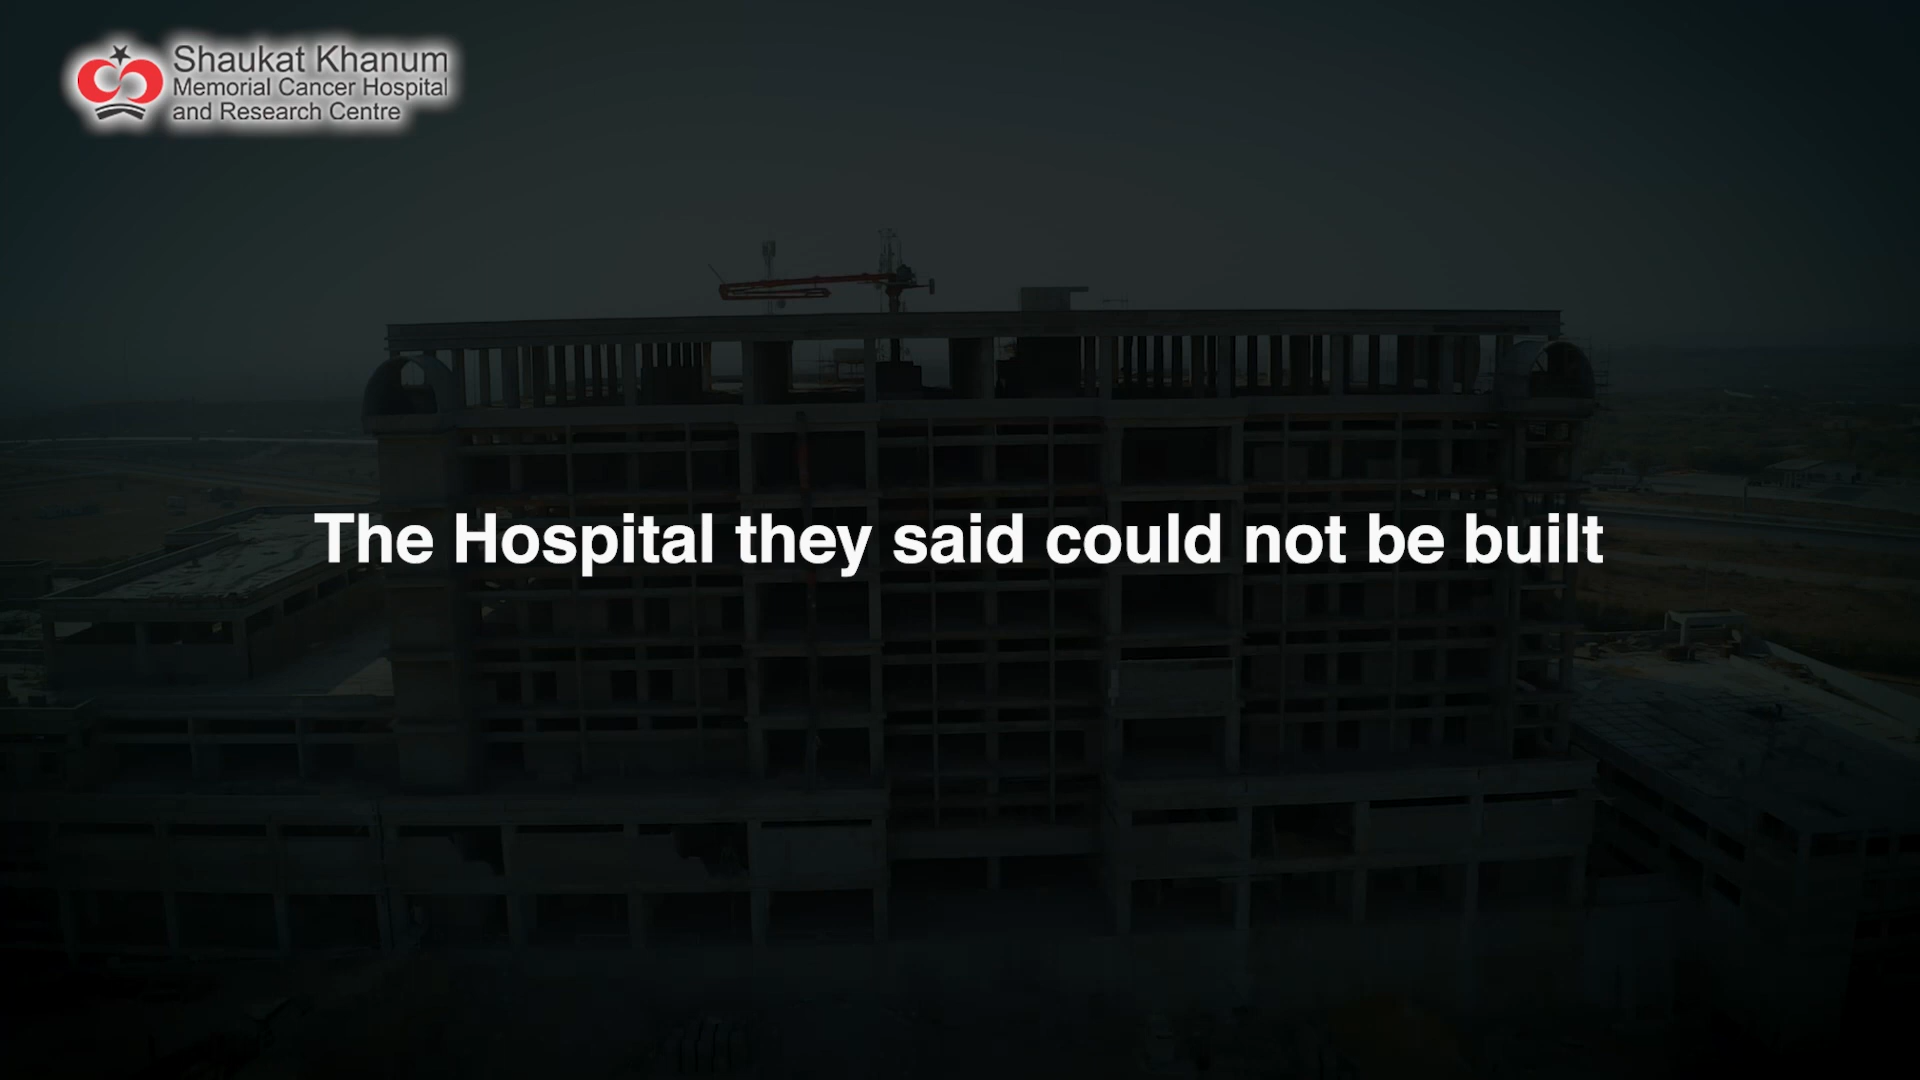 Shaukat Khanum
Memorial Cancer Hospital
and Research Centre
The Hospital they said could not be built